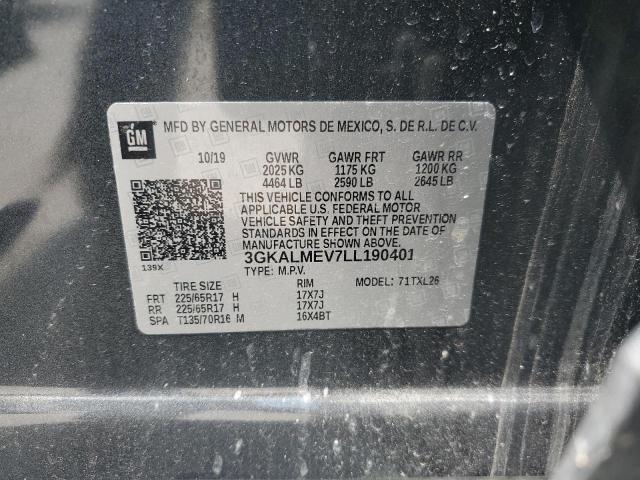 GM MFD BY GENERAL MOTORS DE MEXICO, S. DE R.L. DE C.V.
10/19 GVWR GAWR FRT GAWR RR
2025 KG 1175 KG 1200 KG
4464 LB 2590 LB 2645 LB
THIS VEHICLE CONFORMS TO ALL
APPLICABLE U.S. FEDERAL MOTOR
VEHICLE SAFETY AND THEFT PREVENTION
STANDARDS IN EFFECT ON THE DATE OF
MANUFACTURE SHOWN ABOVE.
139X 3GKALMEV7LL190401
TYPE: M.P.V. MODEL: 71TXL26
TIRE SIZE RIM
FRT 225/65R17 H 17X7J
RR 225/65R17 H 17X7J
SPA T135/70R16 M 16X4BT